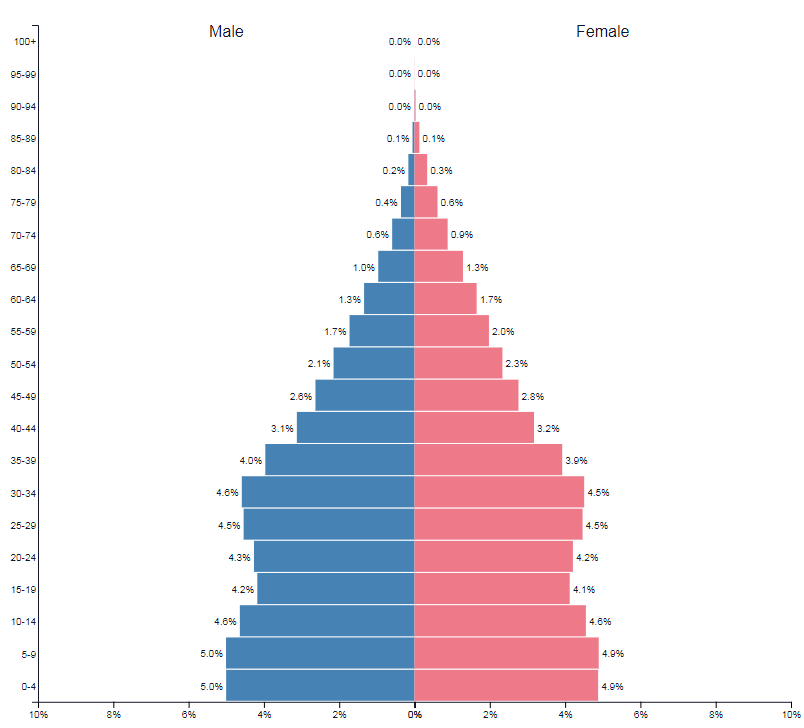 Male Female
100+ 0.0% 0.0%
95-99 0.0% 0.0%
90-94 0.0% 0.0%
85-89 0.1% 0.1%
80-84 0.2% 0.3%
75-79 0.4% 0.6%
70-74 0.6% 0.9%
65-69 1.0% 1.3%
60-64 1.3% 1.7%
55-59 1.7% 2.0%
50-54 2.1% 2.3%
45-49 2.6% 2.8%
40-44 3.1% 3.2%
35-39 4.0% 3.9%
30-34 4.6% 4.5%
25-29 4.5% 4.5%
20-24 4.3% 4.2%
15-19 4.2% 4.1%
10-14 4.6% 4.6%
5-9 5.0% 4.9%
0-4 5.0% 4.9%
10% 8% 6% 4% 2% 0% 2% 4% 6% 8% 10%